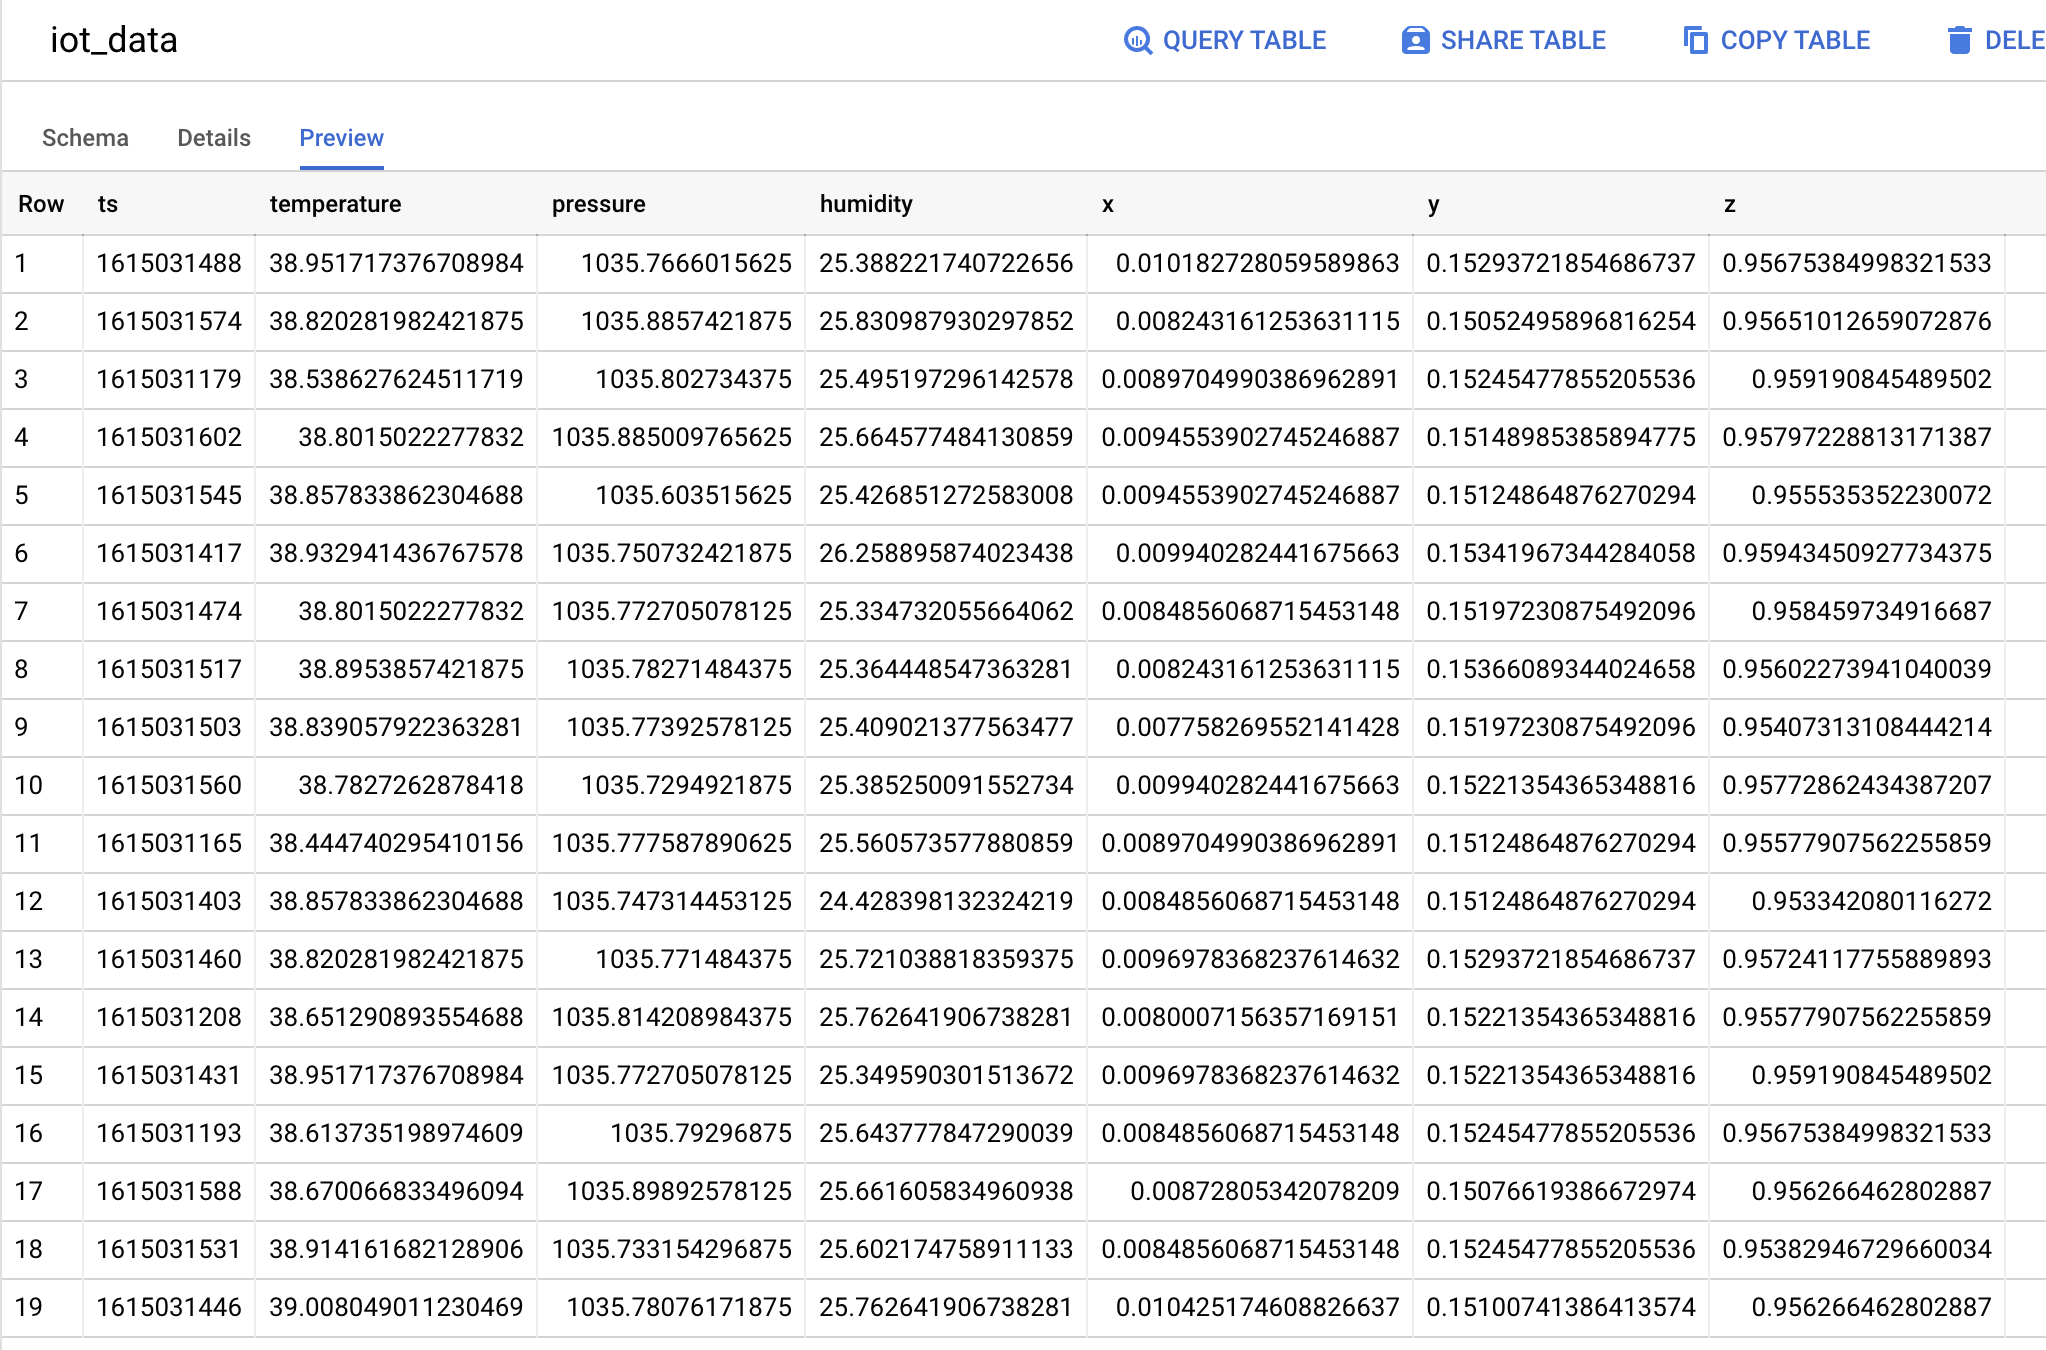 iot_data QUERY TABLE SHARE TABLE COPY TABLE DELE
Schema Details Preview
Row ts temperature pressure humidity x y z
1 1615031488 38.951717376708984 1035.7666015625 25.388221740722656 0.010182728059589863 0.15293721854686737 0.95675384998321533
2 1615031574 38.820281982421875 1035.8857421875 25.830987930297852 0.008243161253631115 0.15052495896816254 0.95651012659072876
3 1615031179 38.538627624511719 1035.802734375 25.495197296142578 0.0089704990386962891 0.15245477855205536 0.959190845489502
4 1615031602 38.8015022277832 1035.885009765625 25.664577484130859 0.0094553902745246887 0.15148985385894775 0.95797228813171387
5 1615031545 38.857833862304688 1035.603515625 25.426851272583008 0.0094553902745246887 0.15124864876270294 0.955535352230072
6 1615031417 38.932941436767578 1035.750732421875 26.258895874023438 0.009940282441675663 0.15341967344284058 0.95943450927734375
7 1615031474 38.8015022277832 1035.772705078125 25.334732055664062 0.0084856068715453148 0.15197230875492096 0.958459734916687
8 1615031517 38.8953857421875 1035.78271484375 25.364448547363281 0.008243161253631115 0.15366089344024658 0.95602273941040039
9 1615031503 38.839057922363281 1035.77392578125 25.409021377563477 0.007758269552141428 0.15197230875492096 0.95407313108444214
10 1615031560 38.7827262878418 1035.7294921875 25.385250091552734 0.009940282441675663 0.15221354365348816 0.95772862434387207
11 1615031165 38.444740295410156 1035.777587890625 25.560573577880859 0.0089704990386962891 0.15124864876270294 0.95577907562255859
12 1615031403 38.857833862304688 1035.747314453125 24.428398132324219 0.0084856068715453148 0.15124864876270294 0.953342080116272
13 1615031460 38.820281982421875 1035.771484375 25.721038818359375 0.0096978368237614632 0.15293721854686737 0.95724117755889893
14 1615031208 38.651290893554688 1035.814208984375 25.762641906738281 0.0080007156357169151 0.15221354365348816 0.95577907562255859
15 1615031431 38.951717376708984 1035.772705078125 25.349590301513672 0.0096978368237614632 0.15221354365348816 0.959190845489502
16 1615031193 38.613735198974609 1035.79296875 25.643777847290039 0.0084856068715453148 0.15245477855205536 0.95675384998321533
17 1615031588 38.670066833496094 1035.89892578125 25.661605834960938 0.00872805342078209 0.15076619386672974 0.956266462802887
18 1615031531 38.914161682128906 1035.733154296875 25.602174758911133 0.0084856068715453148 0.15245477855205536 0.95382946729660034
19 1615031446 39.008049011230469 1035.78076171875 25.762641906738281 0.010425174608826637 0.15100741386413574 0.956266462802887